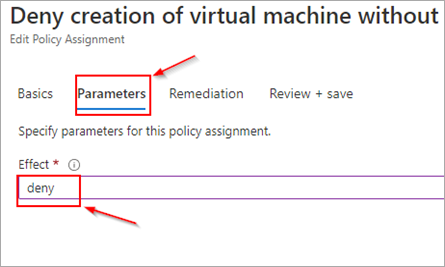 Deny creation of virtual machine without
Edit Policy Assignment
Basics Parameters Remediation Review + save
Specify parameters for this policy assignment.
Effect *
deny